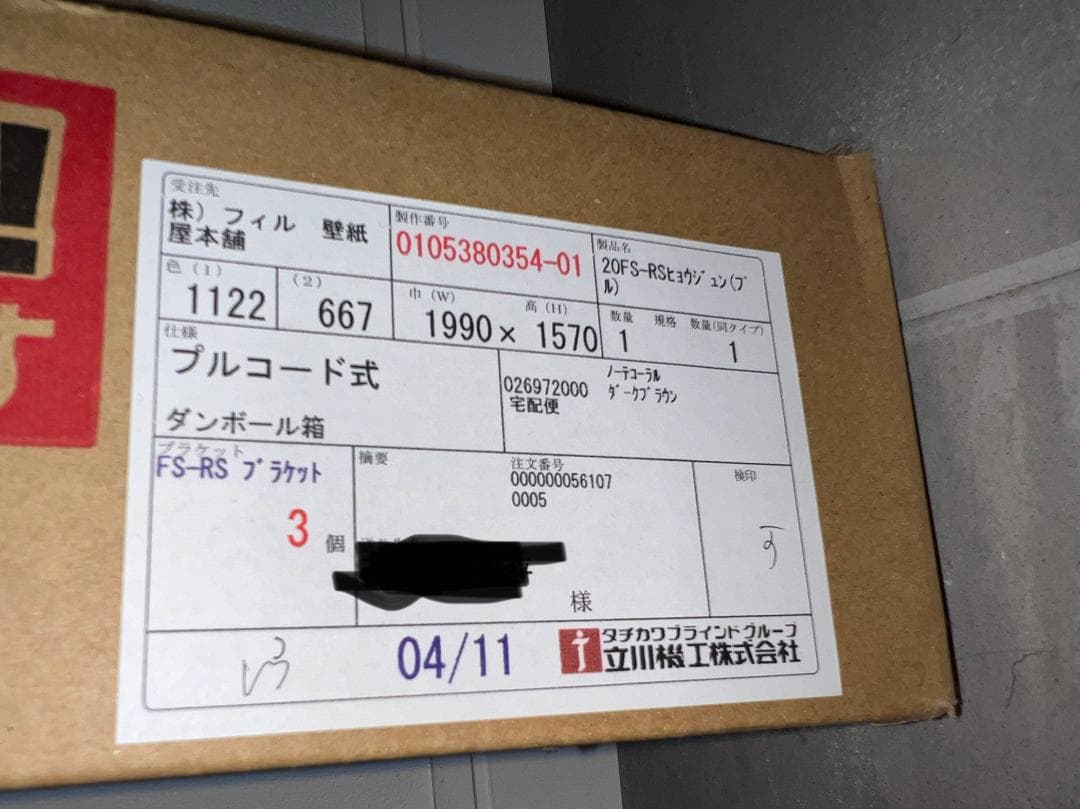 !!
す
受注先
株）フィル　壁紙
屋本舗
製作番号
0105380354-01
製品名
20FS-RSﾋｮｳｼﾞｭﾝ(ﾌﾟ
ﾙ)
色（1）
1122
（2）
667
巾（W）
高（H）
1990× 1570
数量
1
規格
数量(同タイプ)
1
仕様
プルコード式
ダンボール箱
026972000
宅配便
ﾉｰﾃｺｰﾗﾙ
ﾀﾞｰｸﾌﾞﾗｳﾝ
ブラケット
FS-RS ﾌﾞﾗｹｯﾄ
3 個
摘要
注文番号
000000056107
0005
様
検印
04/11
タチカワブラインドグループ
立川機工株式会社